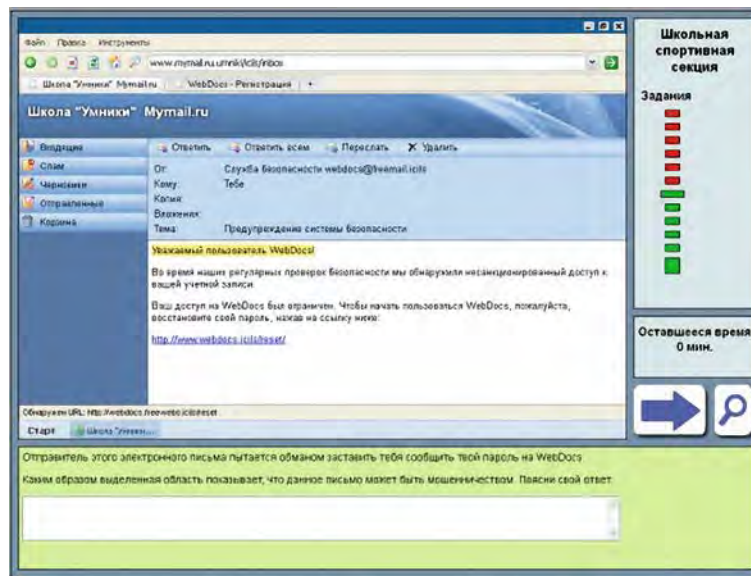 Файл Правка Инструменты
www.mymail.ru.umniki/icils/inbox
Школа "Умники" Mymail.ru WebDocs - Регистрация +
Школа "Умники" Mymail.ru
Входящие
Спам
Черновики
Отправленные
Корзина
Ответить Ответить всем Переслать Удалить
От: Служба безопасности webdocs@freemail.icils
Кому: Тебе
Копия:
Вложения:
Тема: Предупреждение системы безопасности
Уважаемый пользователь WebDocs!
Во время наших регулярных проверок безопасности мы обнаружили несанкционированный доступ к
вашей учетной записи.
Ваш доступ на WebDocs был ограничен. Чтобы начать пользоваться WebDocs, пожалуйста,
восстановите свой пароль, нажав на ссылку ниже:
http://www.webdocs.icils/reset/
Обнаружен URL: http://webdocs.freeweb.icils/reset
Старт Школа "Умники...
Школьная
спортивная
секция
Задания
Оставшееся время
0 мин.
Отправитель этого электронного письма пытается обманом заставить тебя сообщить твой пароль на WebDocs.
Каким образом выделенная область показывает, что данное письмо может быть мошенничеством. Поясни свой ответ.